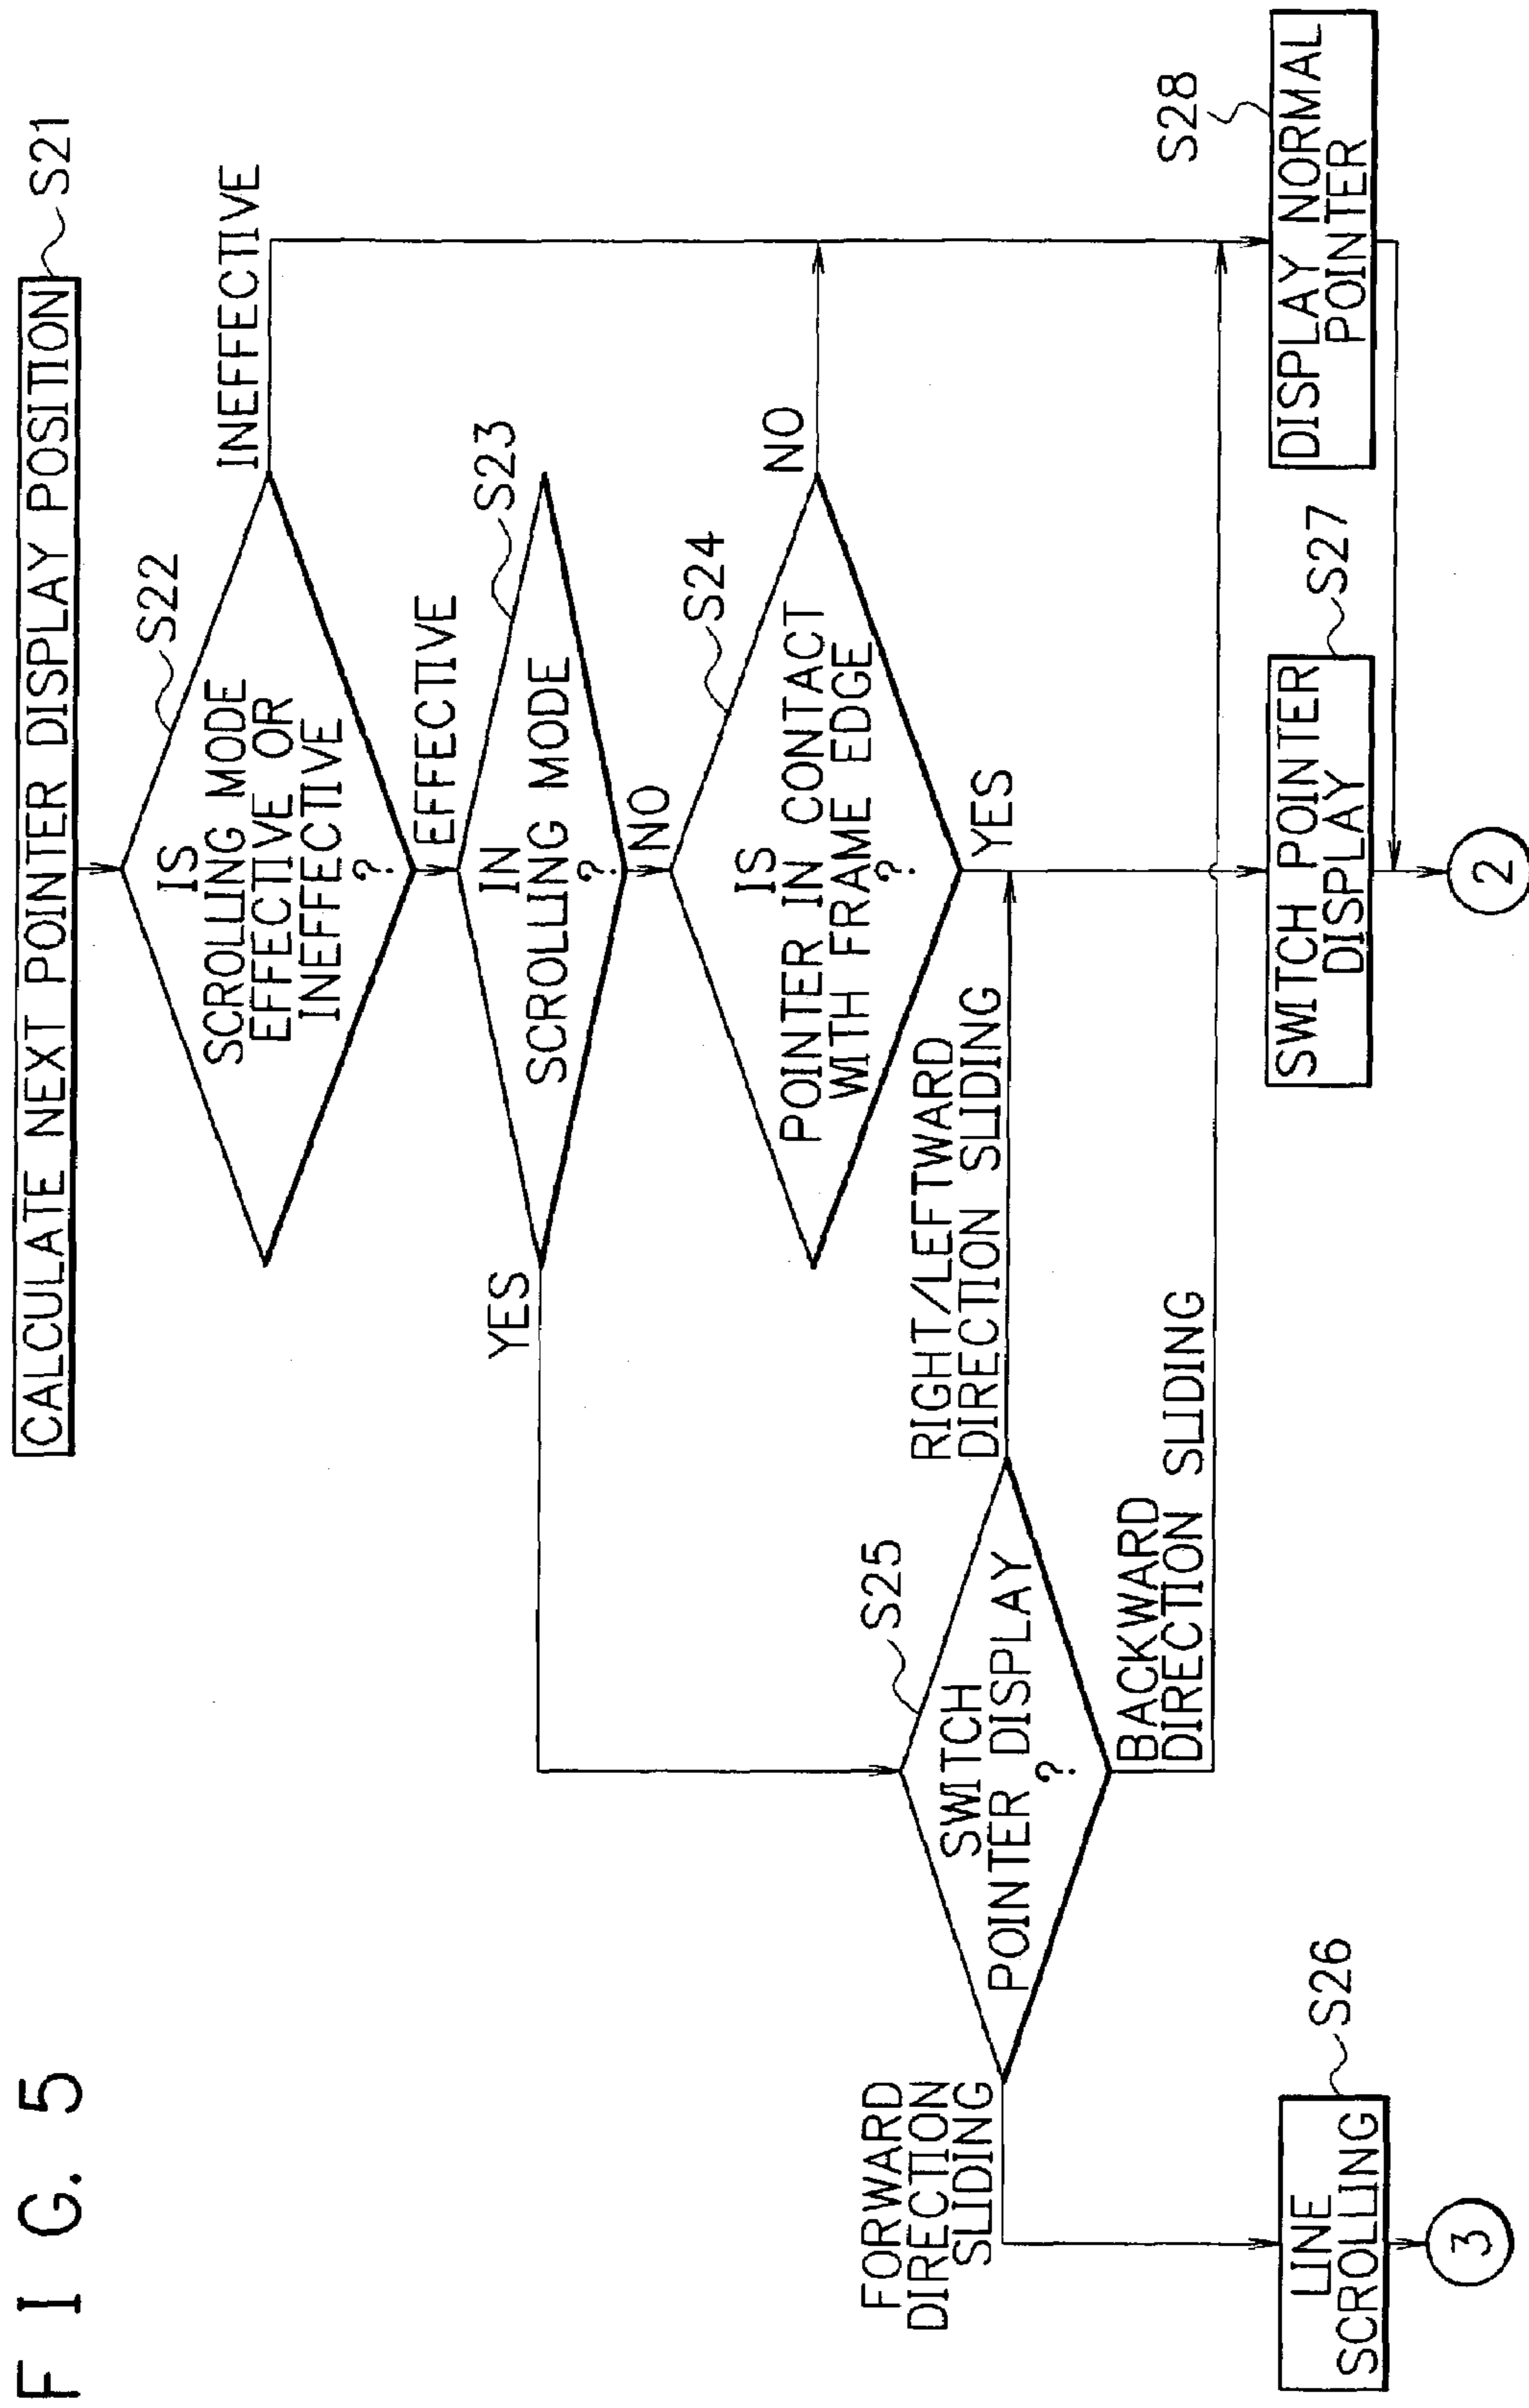 F I G. 5
CALCULATE NEXT POINTER DISPLAY POSITION
S21
S22
IS
SCROLLING MODE
EFFECTIVE OR
INEFFECTIVE
?
INEFFECTIVE
EFFECTIVE
S23
IN
SCROLLING MODE
?
YES
NO
S24
IS
POINTER IN CONTACT
WITH FRAME EDGE
?
NO
YES
S25
SWITCH
POINTER DISPLAY
?
FORWARD
DIRECTION
SLIDING
RIGHT/LEFTWARD
DIRECTION SLIDING
BACKWARD
DIRECTION SLIDING
S26
LINE
SCROLLING
S27
SWITCH POINTER
DISPLAY
S28
DISPLAY NORMAL
POINTER
3
2